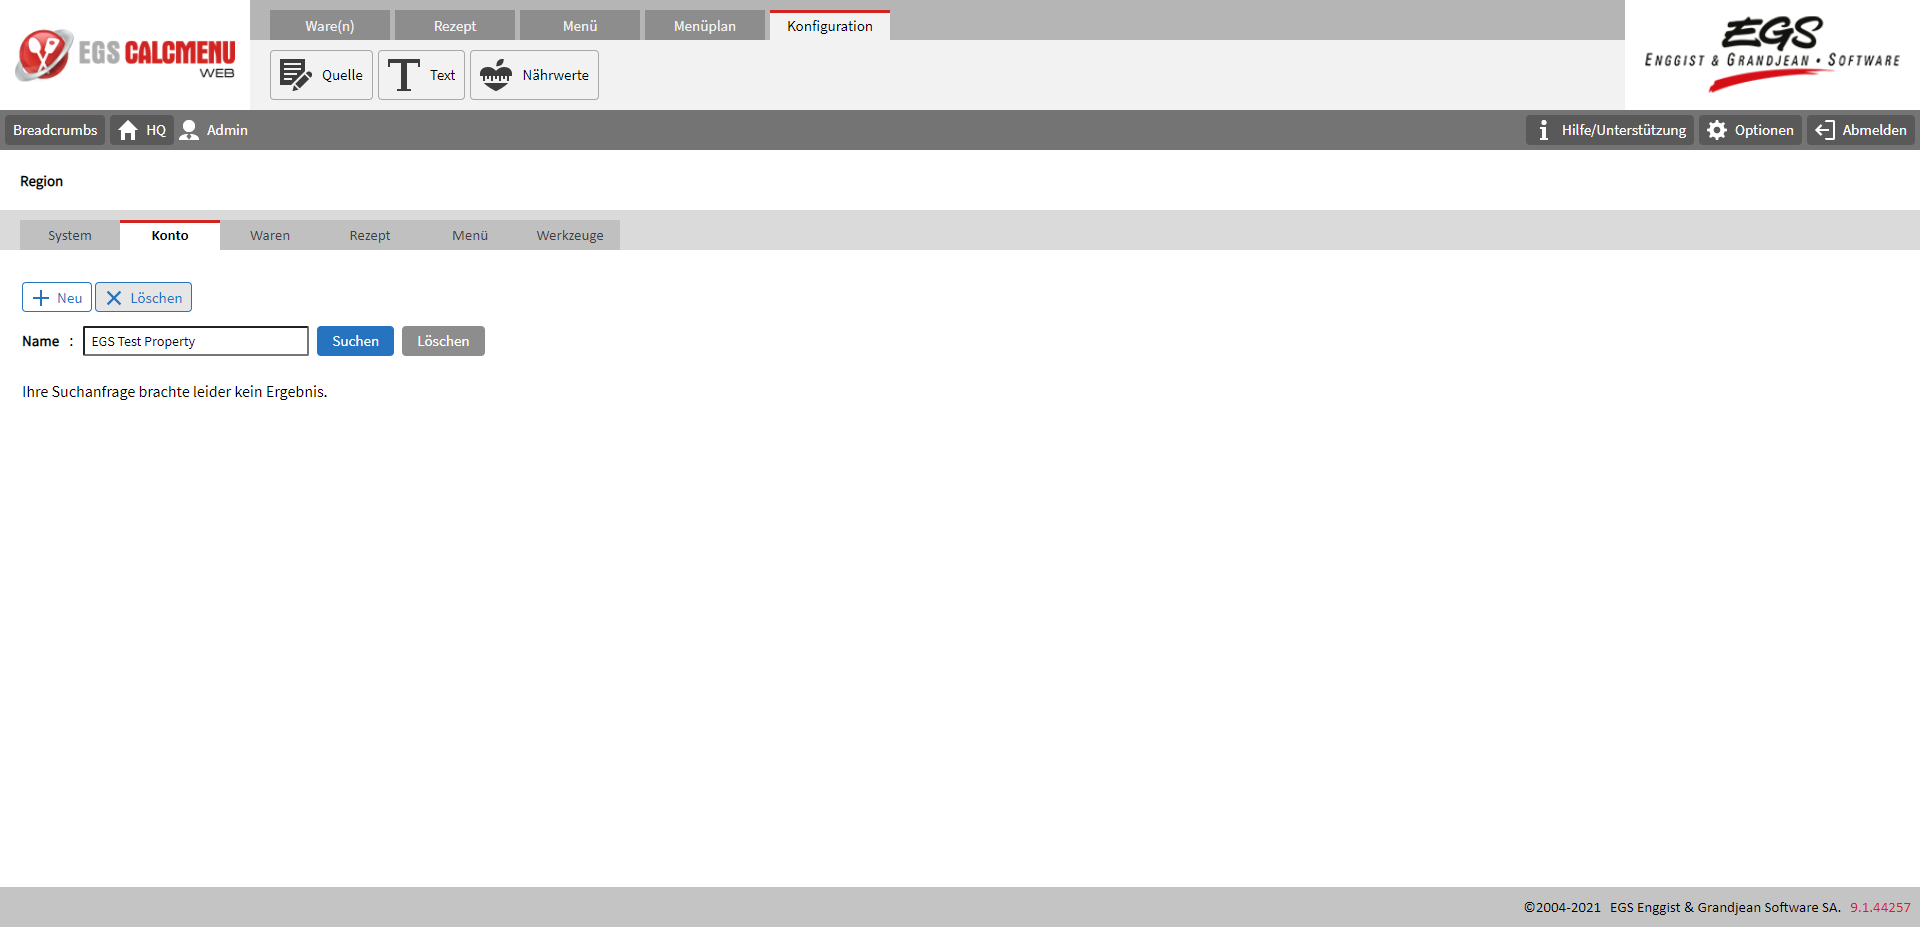 EGS CALCMENU
WEB
Ware(n) Rezept Menü Menüplan Konfiguration
Quelle Text Nährwerte
EGS
ENGGIST & GRANDJEAN • SOFTWARE
Breadcrumbs HQ Admin Hilfe/Unterstützung Optionen Abmelden
Region
System Konto Waren Rezept Menü Werkzeuge
Neu Löschen
Name : EGS Test Property Suchen Löschen
Ihre Suchanfrage brachte leider kein Ergebnis.
©2004-2021 EGS Enggist & Grandjean Software SA. 9.1.44257